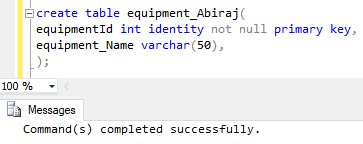 create table equipment_Abiraj(
equipmentId int identity not null primary key,
equipment_Name varchar(50),
);
100 %
Messages
Command(s) completed successfully.